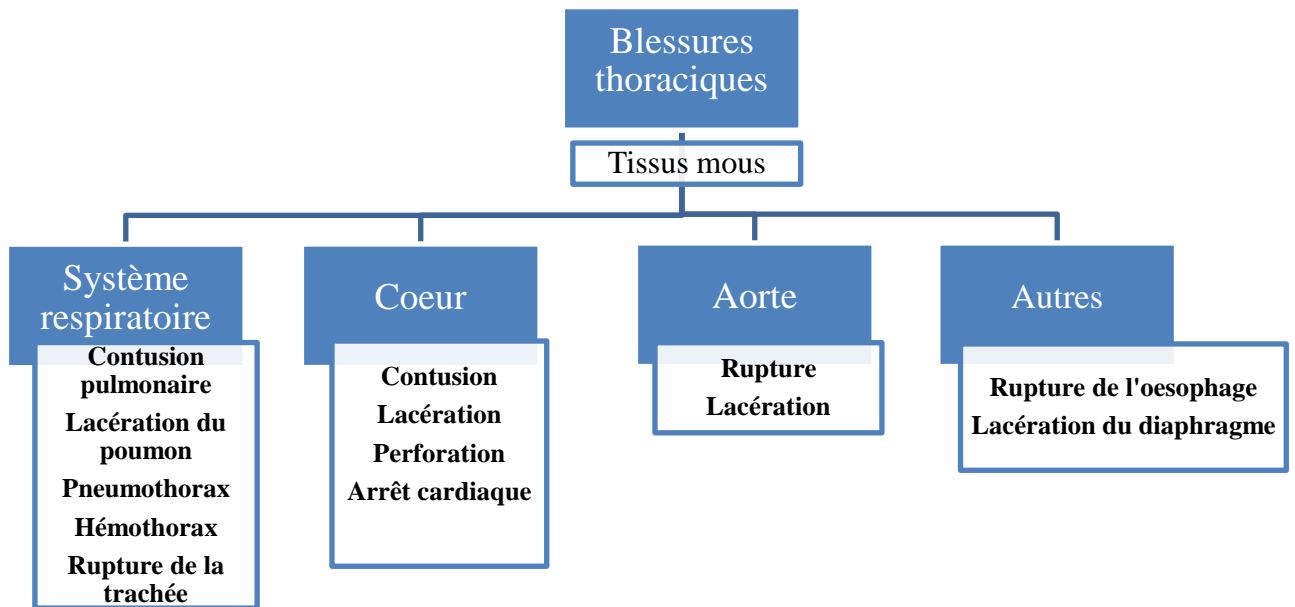 Blessures
thoraciques
Tissus mous
Système
respiratoire
Contusion
pulmonaire
Lacération du
poumon
Pneumothorax
Hémothorax
Rupture de la
trachée
Coeur
Contusion
Lacération
Perforation
Arrêt cardiaque
Aorte
Rupture
Lacération
Autres
Rupture de l'oesophage
Lacération du diaphragme